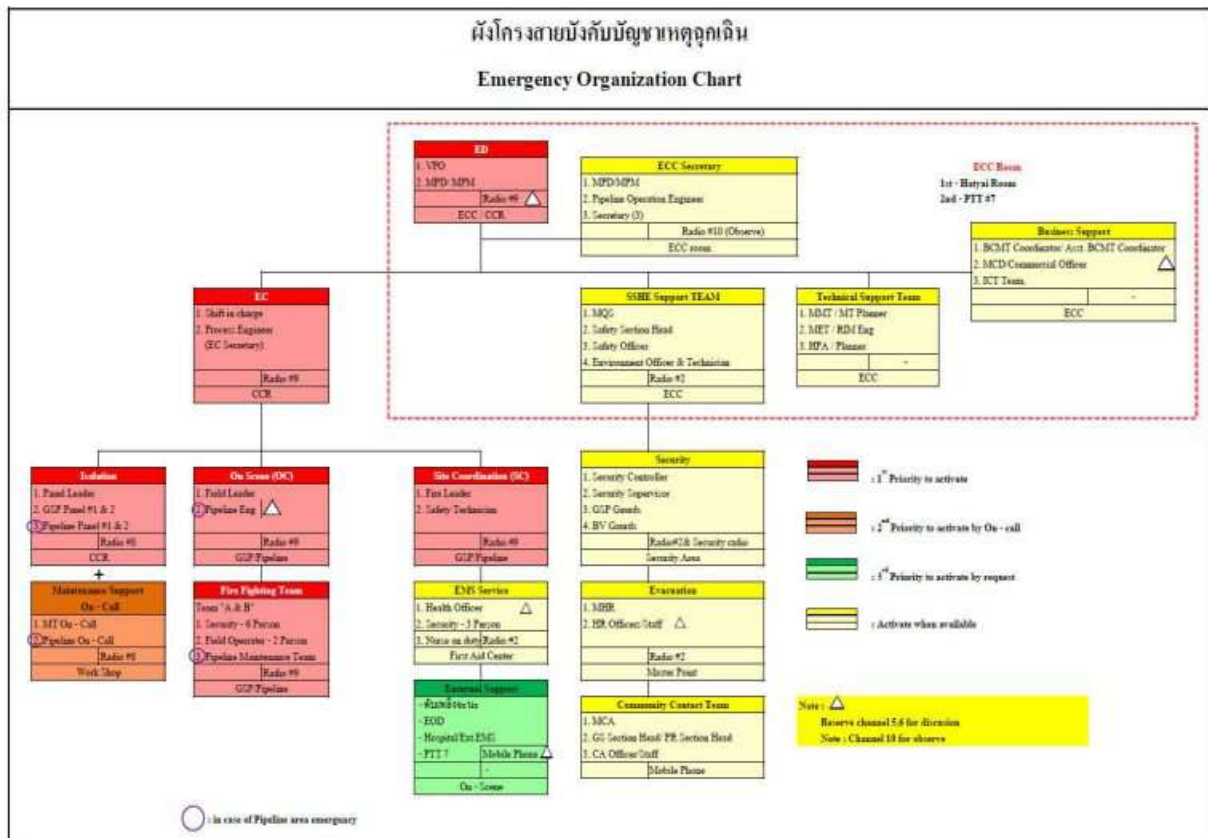 ผังโครงสายบังคับบัญชาเหตุฉุกเฉิน
Emergency Organization Chart
ED
1. VPO
2. MPD/ MPM
Radio #9
ECC / CCR
ECC Secretary
1. MPD/MPM
2. Pipeline Operation Engineer
3. Secretary (3)
Radio #10 (Observe)
ECC room
ECC Room
1st - Hatyai Room
2nd - PTT #7
Business Support
1. BCMT Coordinator/ Acct. BCMT Coordinator
2. MCD/Commercial Officer
3. ICT Team,
-
ECC
EC
1. Shift in charge
2. Process Engineer
(EC Secretary)
Radio #9
CCR
SSHE Support TEAM
1. MQS
2. Safety Section Head
3. Safety Officer
4. Environment Officer & Technician
Radio #2
ECC
Technical Support Team
1. MMT / MT Planner
2. MET / RIM Eng
3. HPA / Planner
-
ECC
Isolation
1. Panel Leader
2. GSP Panel #1 & 2
3. Pipeline Panel #1 & 2
Radio #8
CCR
+
Maintenance Support
On - Call
1. MT On - Call
2. Pipeline On - Call
Radio #8
Work Shop
On Scene (OC)
1. Field Leader
2. Pipeline Eng
Radio #9
GSP/Pipeline
Fire Fighting Team
Team "A & B"
1. Security - 6 Person
2. Field Operator - 2 Person
3. Pipeline Maintenance Team
Radio #9
GSP/Pipeline
Site Coordination (SC)
1. Fire Leader
2. Safety Technician
Radio #9
GSP/Pipeline
EMS Service
1. Health Officer
2. Security - 3 Person
3. Nurse on duty Radio #2
First Aid Center
External Support
- EOD
- Hospital/Ext.EMS
- PTT 7 Mobile Phone
-
On - Scene
Security
1. Security Controller
2. Security Supervisor
3. GSP Guards
4. BV Guards
Radio#2& Security radio
Security Area
Evacuation
1. MHR
2. HR Officer/Staff
Radio #2
Muster Point
Community Contact Team
1. MCA
2. GS Section Head/ PR Section Head
3. CA Officer/Staff
Mobile Phone
: 1st Priority to activate
: 2nd Priority to activate by On - call
: 3rd Priority to activate by request
: Activate when available
Note :
Reserve channel 5,6 for discusion
Note : Channel 10 for observe
: in case of Pipeline area emergancy